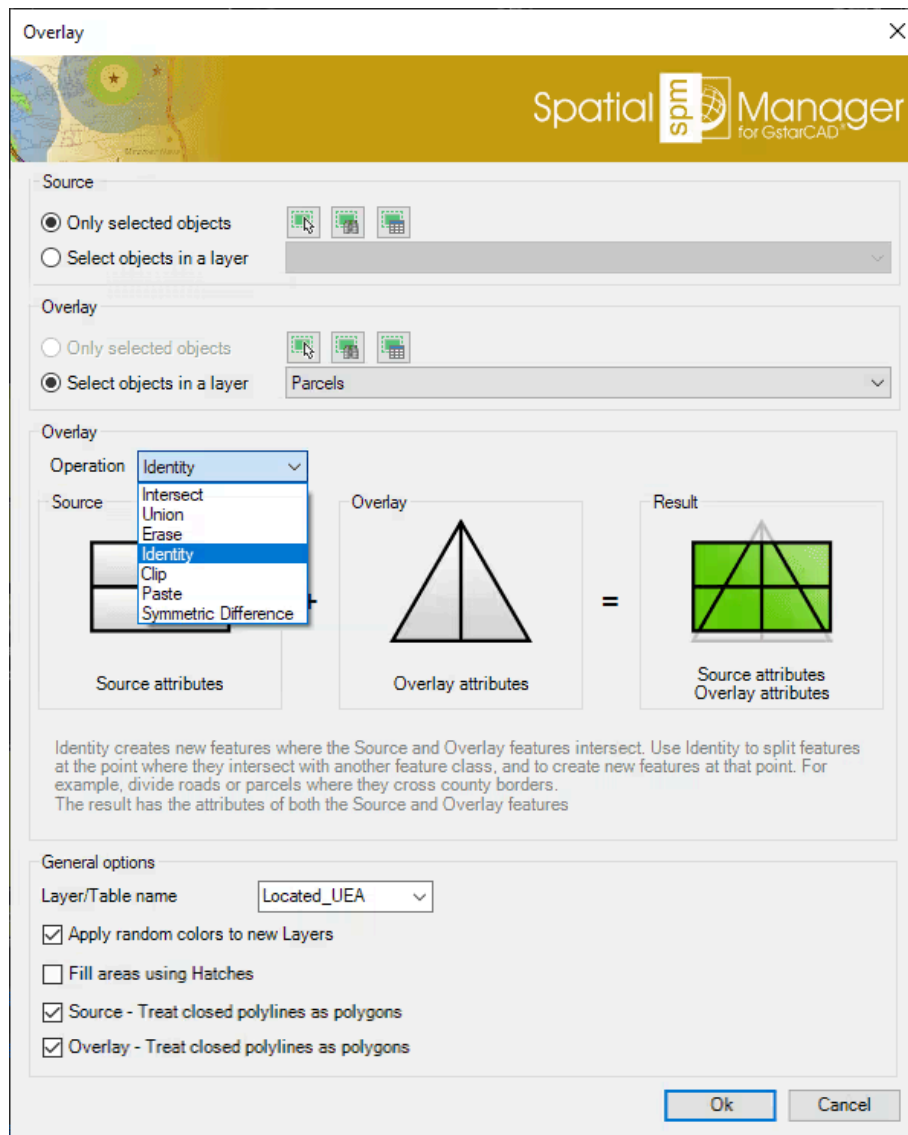 Overlay
Spatial spm Manager
for GstarCAD®
Source
Only selected objects
Select objects in a layer
Overlay
Only selected objects
Select objects in a layer
Parcels
Overlay
Operation
Identity
Intersect
Union
Erase
Identity
Clip
Paste
Symmetric Difference
Source
+
Source attributes
Overlay
Overlay attributes
=
Result
Source attributes
Overlay attributes
Identity creates new features where the Source and Overlay features intersect. Use Identity to split features
at the point where they intersect with another feature class, and to create new features at that point. For
example, divide roads or parcels where they cross county borders.
The result has the attributes of both the Source and Overlay features
General options
Layer/Table name
Located_UEA
Apply random colors to new Layers
Fill areas using Hatches
Source - Treat closed polylines as polygons
Overlay - Treat closed polylines as polygons
Ok
Cancel